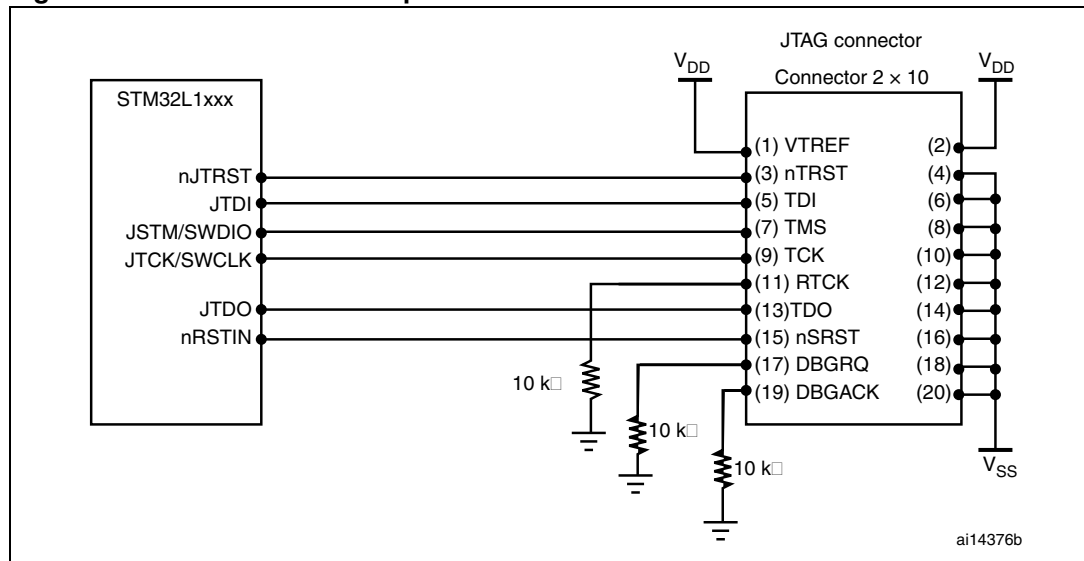 JTAG connector
Connector 2 × 10
VDD
VDD
STM32L1xxx
(1) VTREF
(2)
nJTRST
(3) nTRST
(4)
JTDI
(5) TDI
(6)
JSTM/SWDIO
(7) TMS
(8)
JTCK/SWCLK
(9) TCK
(10)
(11) RTCK
(12)
JTDO
(13)TDO
(14)
nRSTIN
(15) nSRST
(16)
(17) DBGRQ
(18)
10 k□
(19) DBGACK
(20)
10 k□
10 k□
VSS
ai14376b